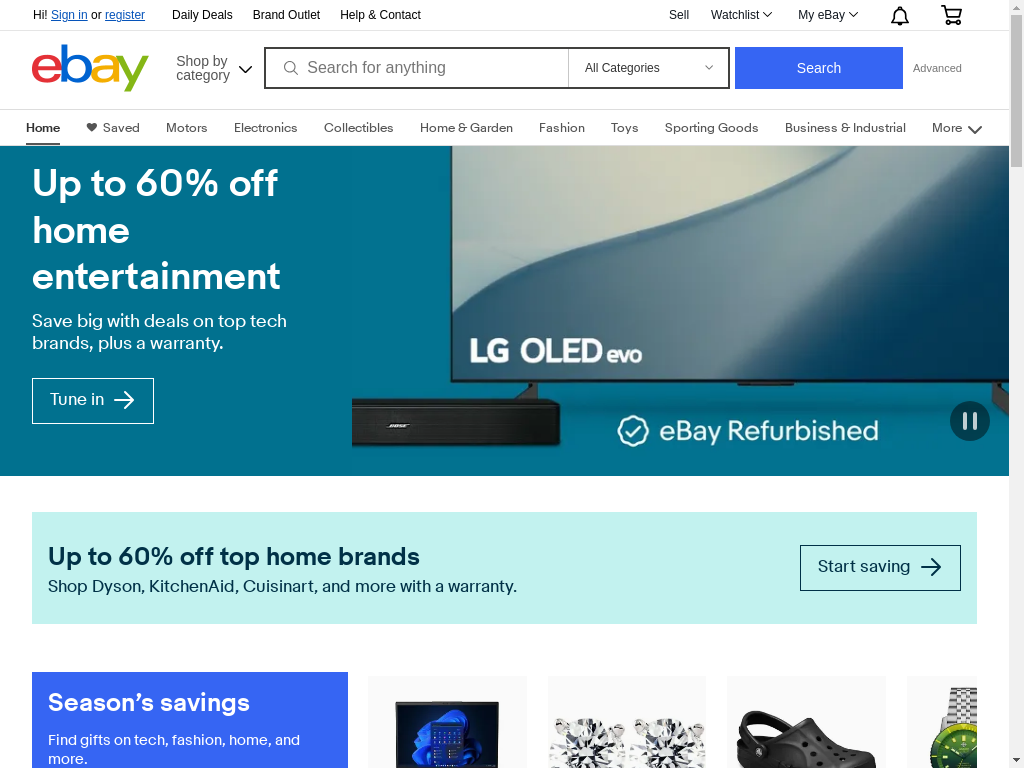 Hi! Sign in or register Daily Deals Brand Outlet Help & Contact Sell Watchlist My eBay
ebay
Shop by
category
Search for anything
All Categories
Search
Advanced
Home Saved Motors Electronics Collectibles Home & Garden Fashion Toys Sporting Goods Business & Industrial More
Up to 60% off
home
entertainment
Save big with deals on top tech
brands, plus a warranty.
Tune in
LG OLED evo
BOSE
eBay Refurbished
Up to 60% off top home brands
Shop Dyson, KitchenAid, Cuisinart, and more with a warranty.
Start saving
Season's savings
Find gifts on tech, fashion, home, and
more.